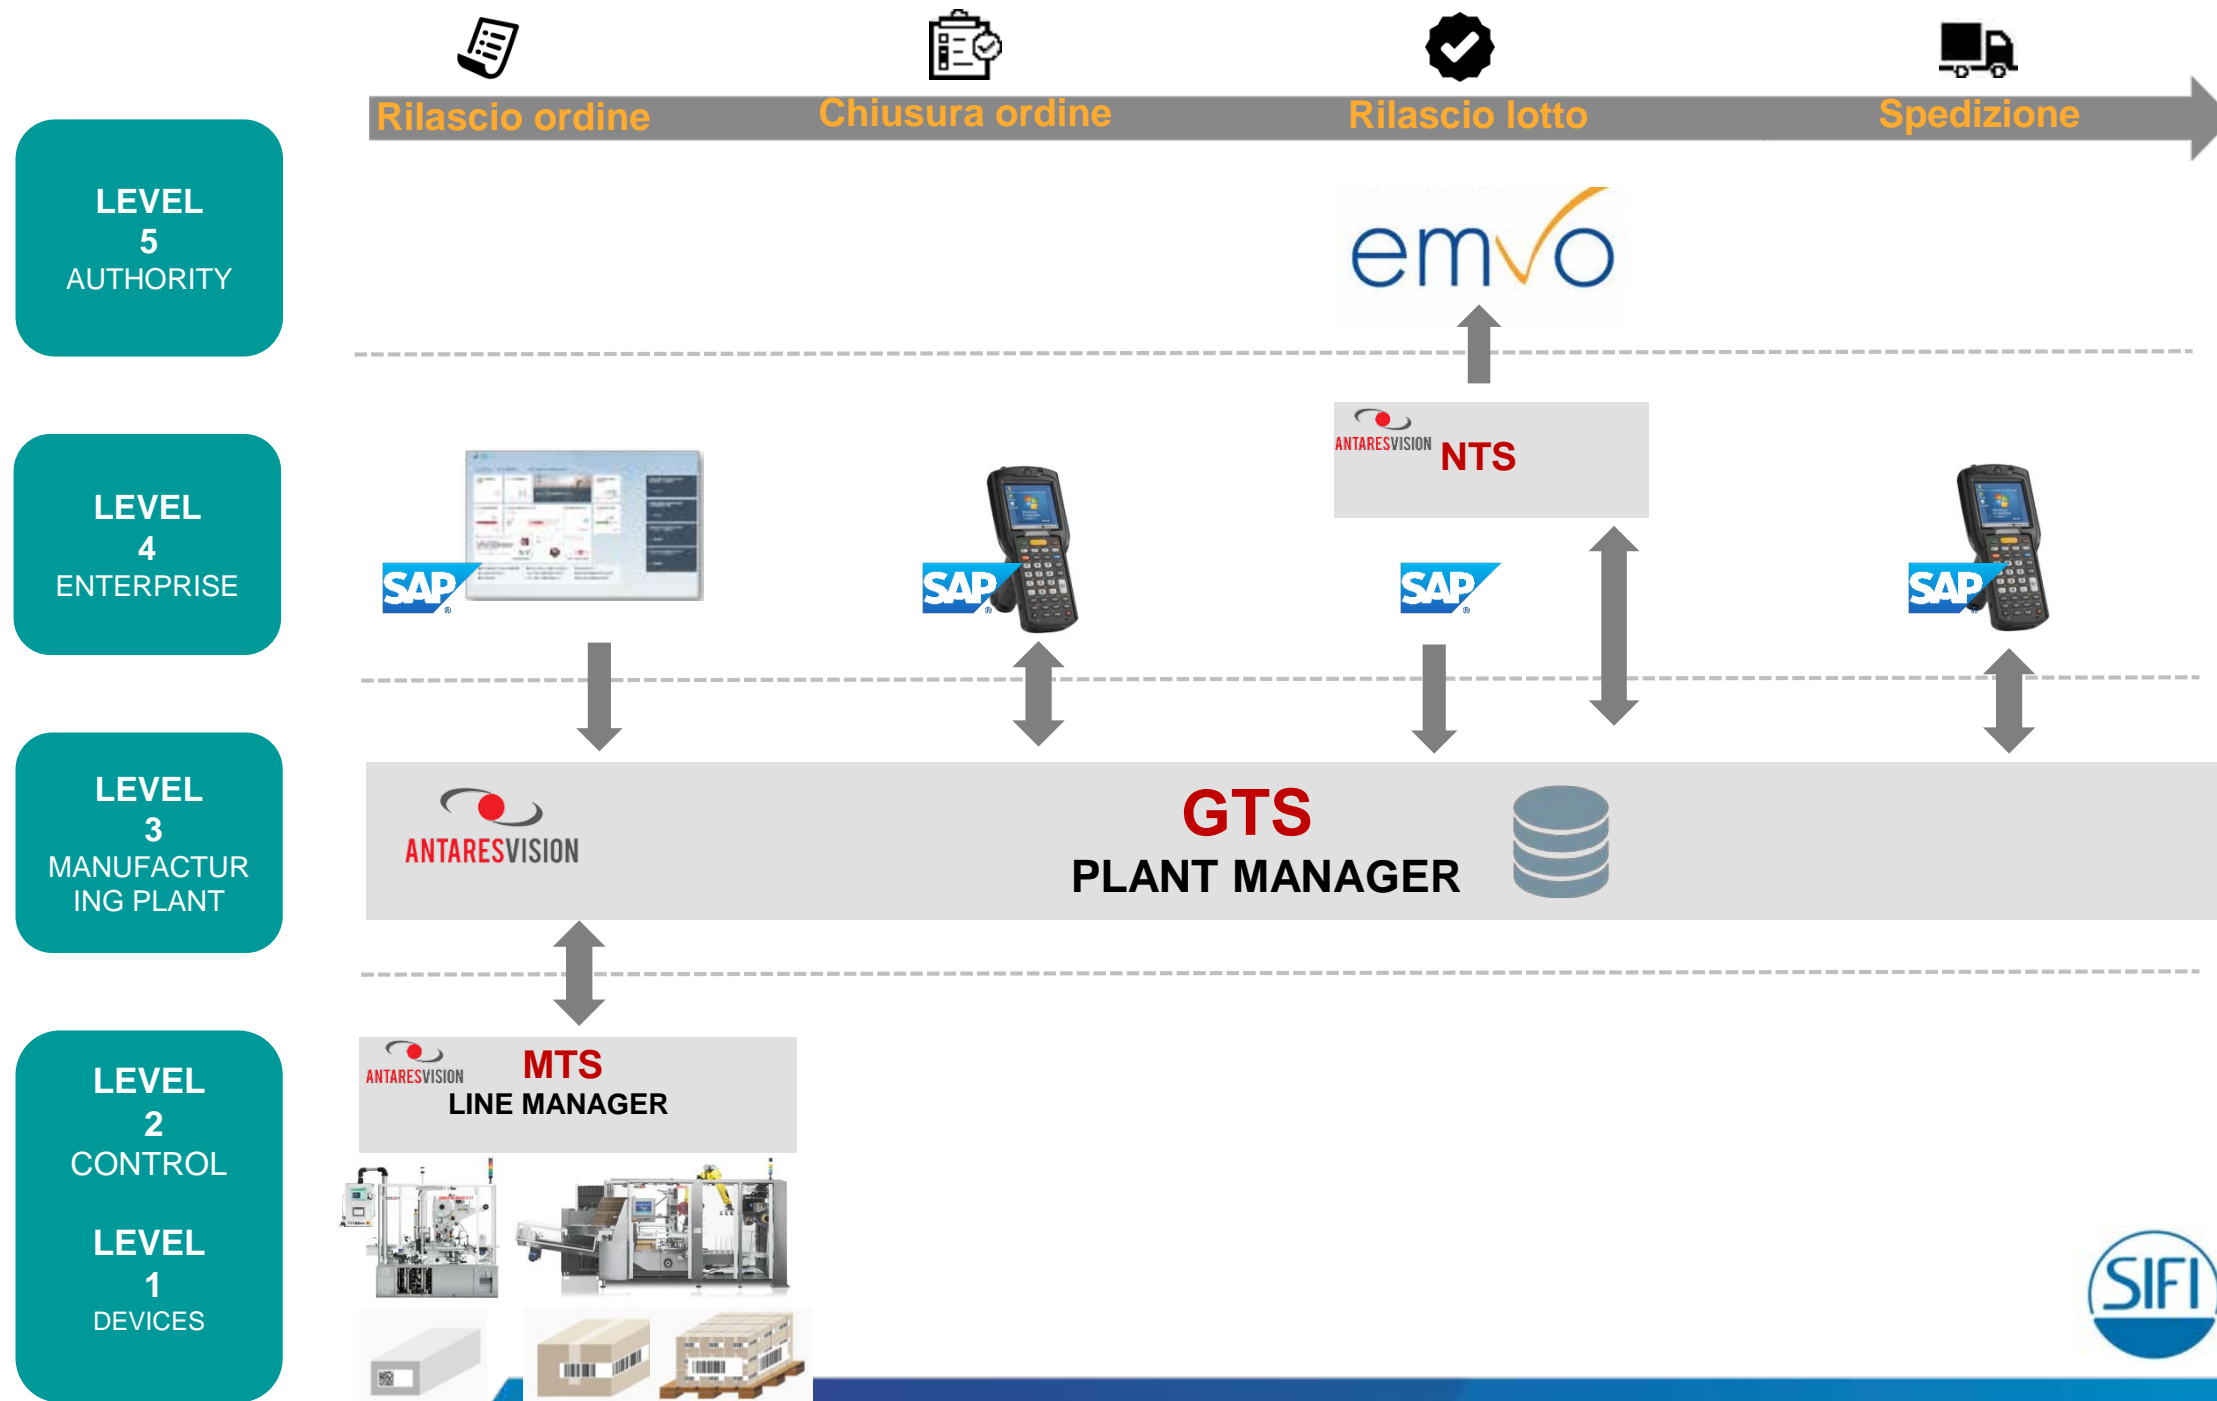 Rilascio ordine
Chiusura ordine
Rilascio lotto
Spedizione
LEVEL
5
AUTHORITY
emvo
LEVEL
4
ENTERPRISE
SAP
®
SAP
®
ANTARESVISION
NTS
SAP
®
SAP
®
LEVEL
3
MANUFACTUR
ING PLANT
ANTARESVISION
GTS
PLANT MANAGER
LEVEL
2
CONTROL
LEVEL
1
DEVICES
ANTARESVISION
MTS
LINE MANAGER
SIFI